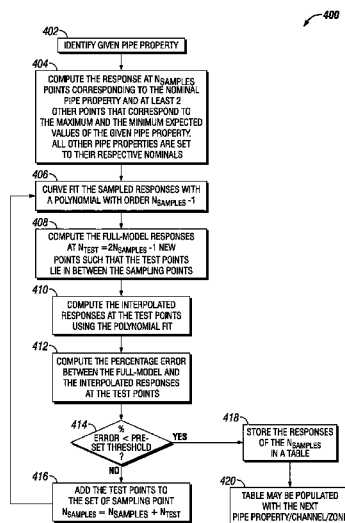 400
402
IDENTIFY GIVEN PIPE PROPERTY
404
COMPUTE THE RESPONSE AT NSAMPLES
POINTS CORRESPONDING TO THE NOMINAL
PIPE PROPERTY AND AT LEAST 2
OTHER POINTS THAT CORRESPOND TO
THE MAXIMUM AND THE MINIMUM EXPECTED
VALUES OF THE GIVEN PIPE PROPERTY.
ALL OTHER PIPE PROPERTIES ARE SET
TO THEIR RESPECTIVE NOMINALS
406
CURVE FIT THE SAMPLED RESPONSES WITH
A POLYNOMIAL WITH ORDER NSAMPLES -1
408
COMPUTE THE FULL-MODEL RESPONSES
AT NTEST =2NSAMPLES -1 NEW
POINTS SUCH THAT THE TEST POINTS
LIE IN BETWEEN THE SAMPLING POINTS
410
COMPUTE THE INTERPOLATED
RESPONSES AT THE TEST POINTS
USING THE POLYNOMIAL FIT
412
COMPUTE THE PERCENTAGE ERROR
BETWEEN THE FULL-MODEL AND
THE INTERPOLATED RESPONSES
AT THE TEST POINTS
414
%
ERROR < PRE-
SET THRESHOLD
?
YES
NO
416
ADD THE TEST POINTS TO
THE SET OF SAMPLING POINT
NSAMPLES = NSAMPLES + NTEST
418
STORE THE RESPONSES
OF THE NSAMPLES
IN A TABLE
420
TABLE MAY BE POPULATED
WITH THE NEXT
PIPE PROPERTY/CHANNEL/ZONE